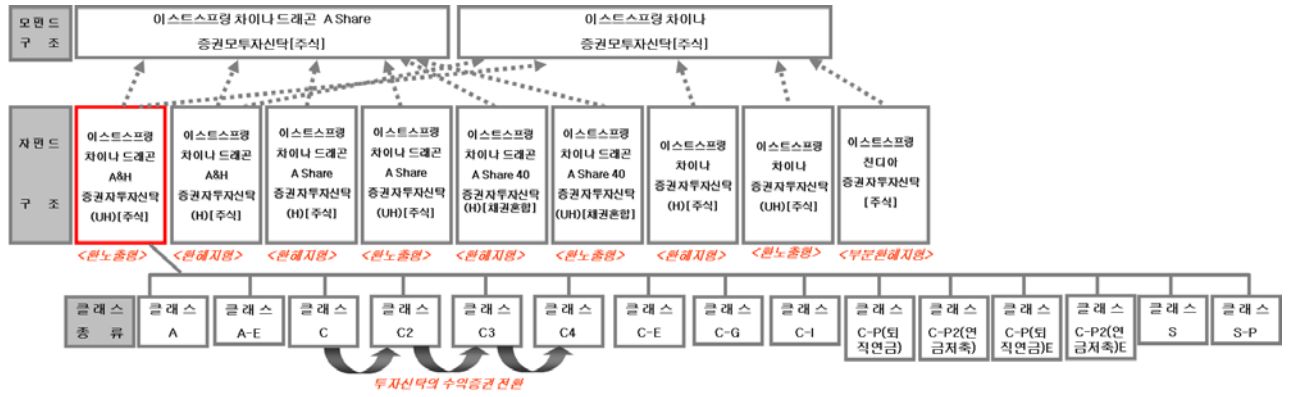 모펀드
구 조
이스트스프링 차이나드래곤 A Share
증권모투자신탁[주식]
이스트스프링 차이나
증권모투자신탁[주식]
자펀드
구 조
이스트스프링
차이나 드래곤
A&H
증권자투자신탁
(UH)[주식]
이스트스프링
차이나 드래곤
A&H
증권자투자신탁
(H)[주식]
이스트스프링
차이나 드래곤
A Share
증권자투자신탁
(H)[주식]
이스트스프링
차이나 드래곤
A Share
증권자투자신탁
(UH)[주식]
이스트스프링
차이나 드래곤
A Share 40
증권자투자신탁
(H)[채권혼합]
이스트스프링
차이나 드래곤
A Share 40
증권자투자신탁
(UH)[채권혼합]
이스트스프링
차이나
증권자투자신탁
(H)[주식]
이스트스프링
차이나
증권자투자신탁
(UH)[주식]
이스트스프링
친디아
증권자투자신탁
[주식]
<환노출형>
<환헤지형>
<환헤지형>
<환노출형>
<환헤지형>
<환노출형>
<환헤지형>
<환노출형>
<부분환헤지형>
클래스
종 류
클래스
A
클래스
A-E
클래스
C
클래스
C2
클래스
C3
클래스
C4
클래스
C-E
클래스
C-G
클래스
C-I
클래스
C-P(퇴
직연금)
클래스
C-P2(연
금저축)
클래스
C-P(퇴
직연금)E
클래스
C-P2(연
금저축)E
클래스
S
클래스
S-P
투자신탁의 수익증권 전환